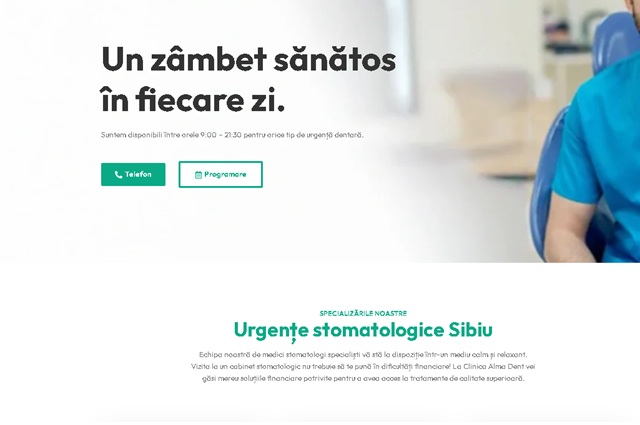 Un zâmbet sănătos
în fiecare zi.
Suntem disponibili între orele 9:00 – 21:30 pentru orice tip de urgență dentară.
Telefon
Programare
SPECIALIZĂRILE NOASTRE
Urgențe stomatologice Sibiu
Echipa noastră de medici stomatologi specialiști vă stă la dispoziție într-un mediu calm și relaxant.
Vizita la un cabinet stomatologic nu trebuie să te pună în dificultăți financiare! La Clinica Alma Dent vei
găsi mereu soluțiile financiare potrivite pentru a avea acces la tratamente de calitate superioară.